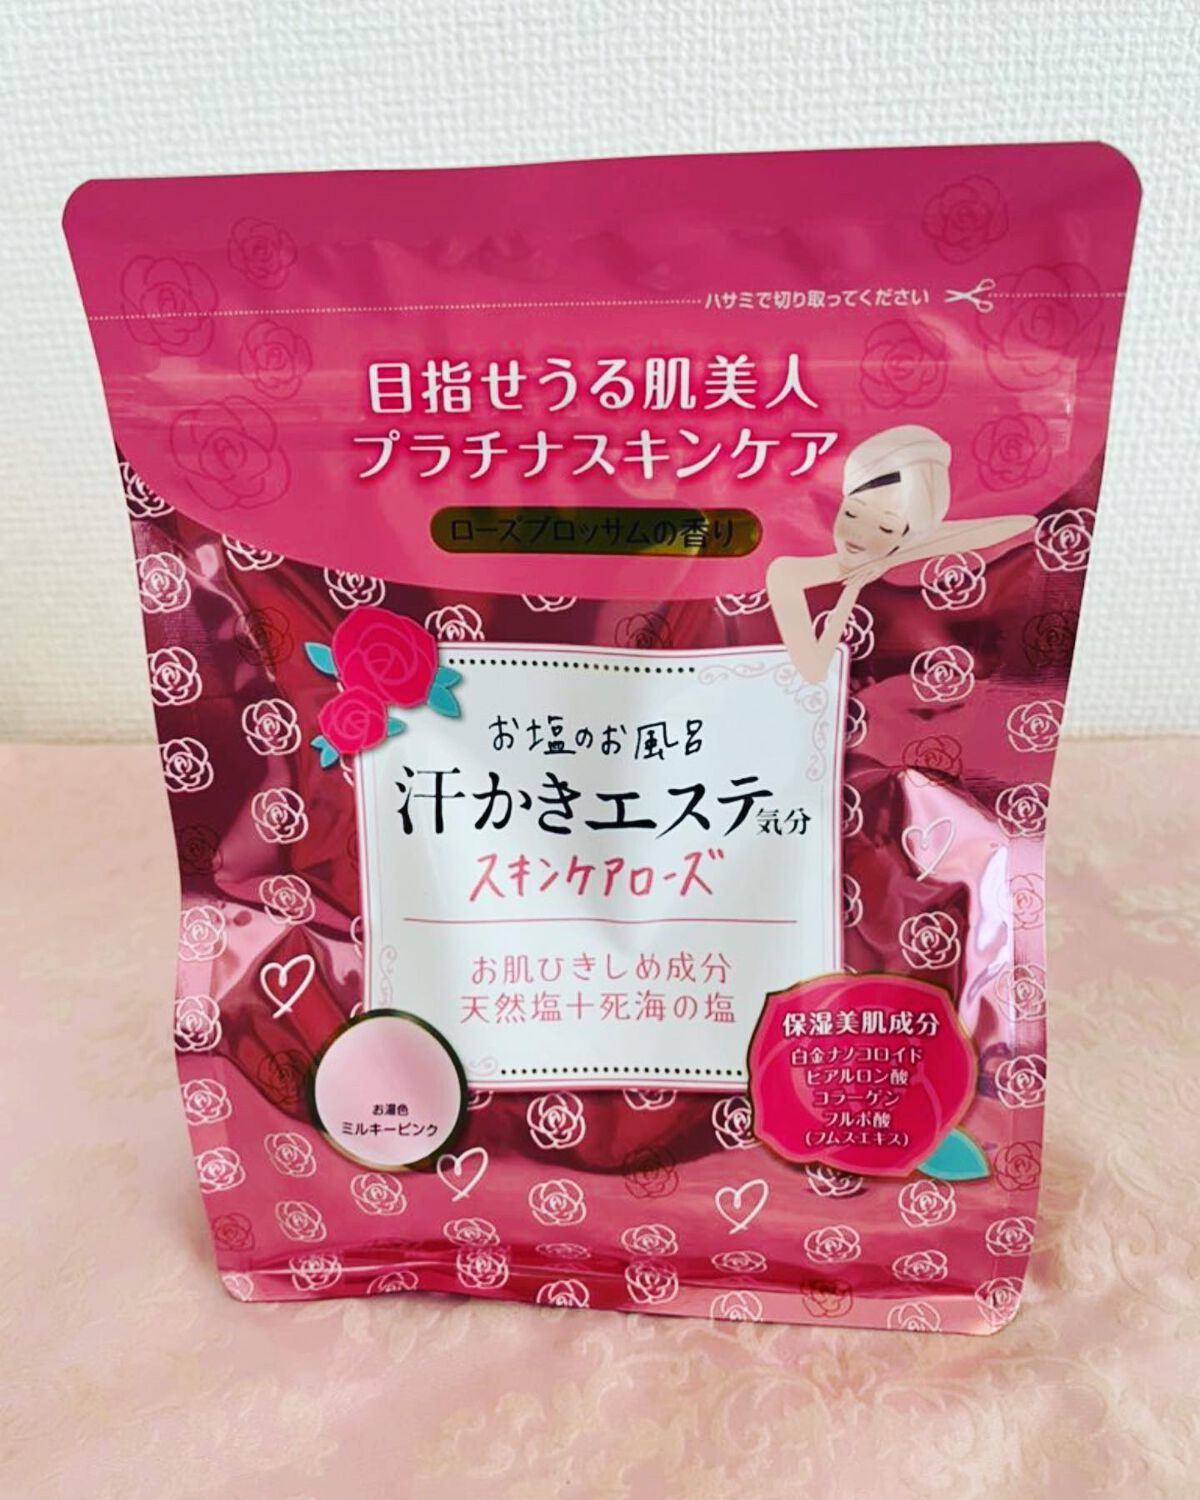 ハサミで切り取ってください
目指せうる肌美人
プラチナスキンケア
ローズブロッサムの香り
お塩のお風呂
汗かきエステ気分
スキンケアローズ
お肌ひきしめ成分
天然塩＋死海の塩
保湿美肌成分
白金ナノコロイド
ヒアルロン酸
コラーゲン
フルボ酸
(フムスエキス)
お湯色
ミルキーピンク